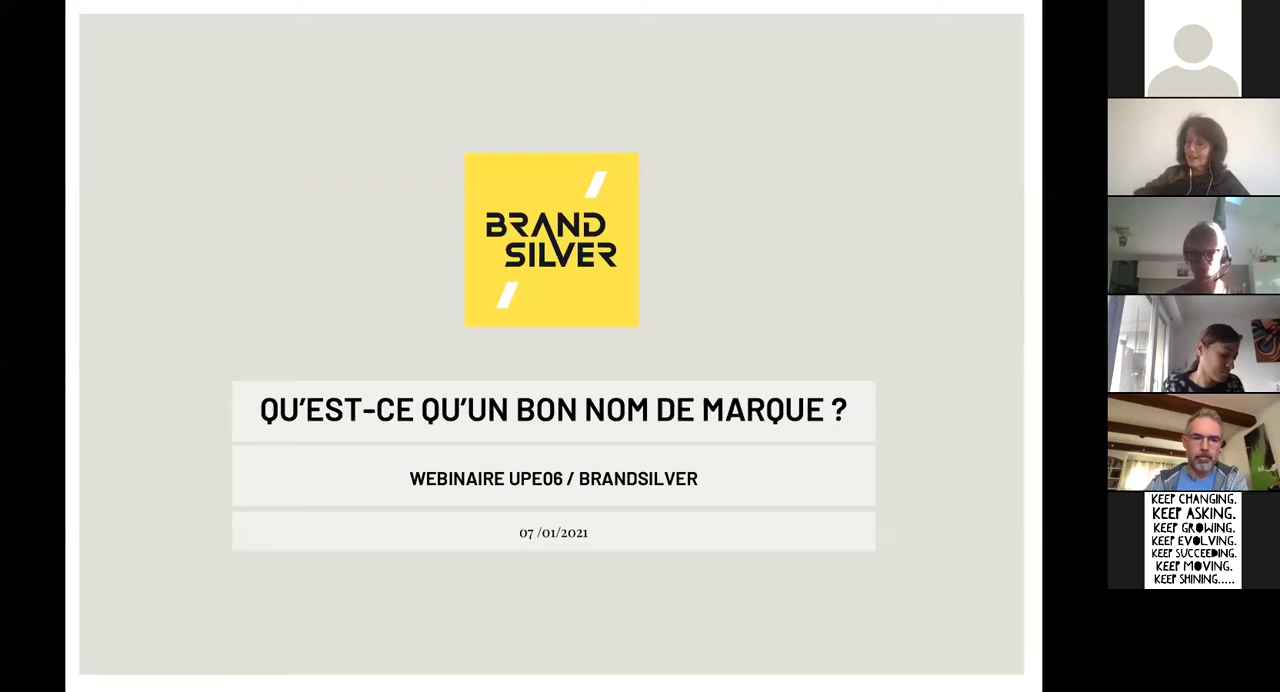 BRAND
SILVER
QU’EST-CE QU’UN BON NOM DE MARQUE ?
WEBINAIRE UPE06 / BRANDSILVER
07 /01/2021
KEEP CHANGING.
KEEP ASKING.
KEEP GROWING.
KEEP EVOLVING.
KEEP SUCCEEDING.
KEEP MOVING.
KEEP SHINING.....